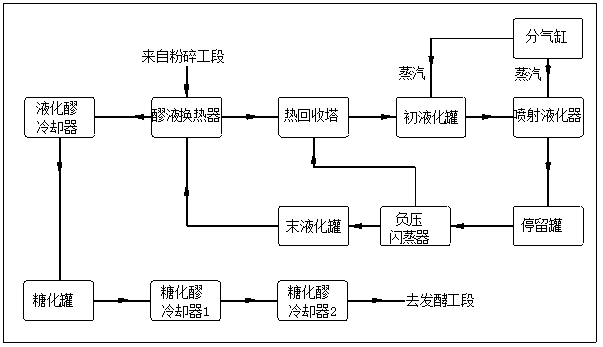 分气缸
来自粉碎工段
蒸汽
蒸汽
液化醪
冷却器
醪液换热器
热回收塔
初液化罐
喷射液化器
末液化罐
负压
闪蒸器
停留罐
糖化罐
糖化醪
冷却器1
糖化醪
冷却器2
去发酵工段